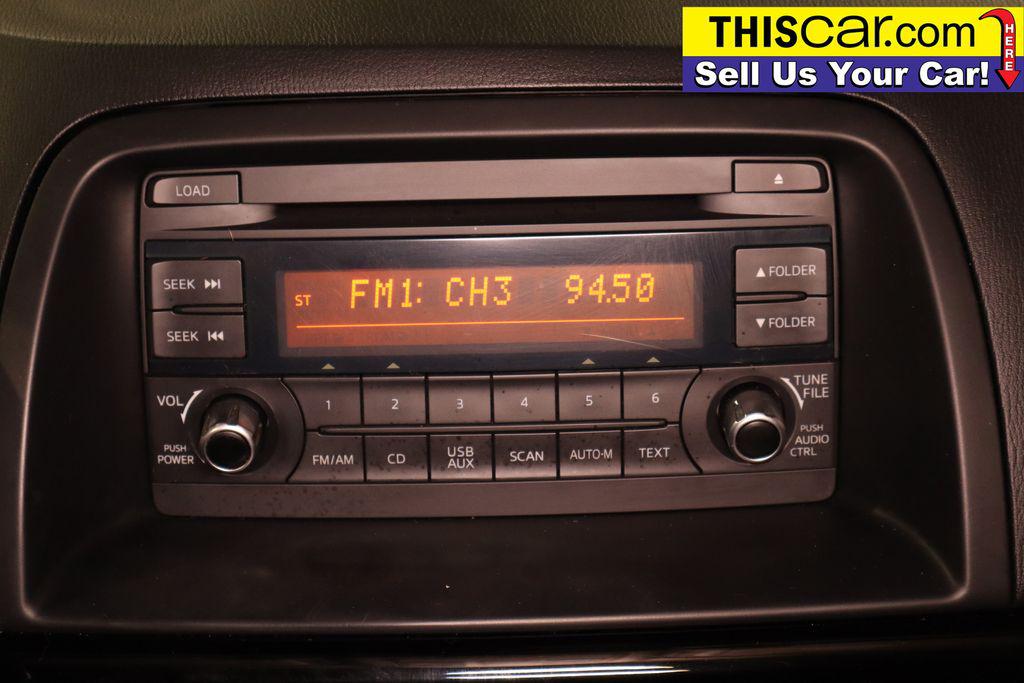 THISCar.com
Sell Us Your Car!
HERE
LOAD
SEEK
SEEK
ST FM1: CH3 94.50
FOLDER
FOLDER
VOL
PUSH
POWER
1 2 3 4 5 6
FM/AM CD USB AUX SCAN AUTO-M TEXT
TUNE
FILE
PUSH
AUDIO
CTRL